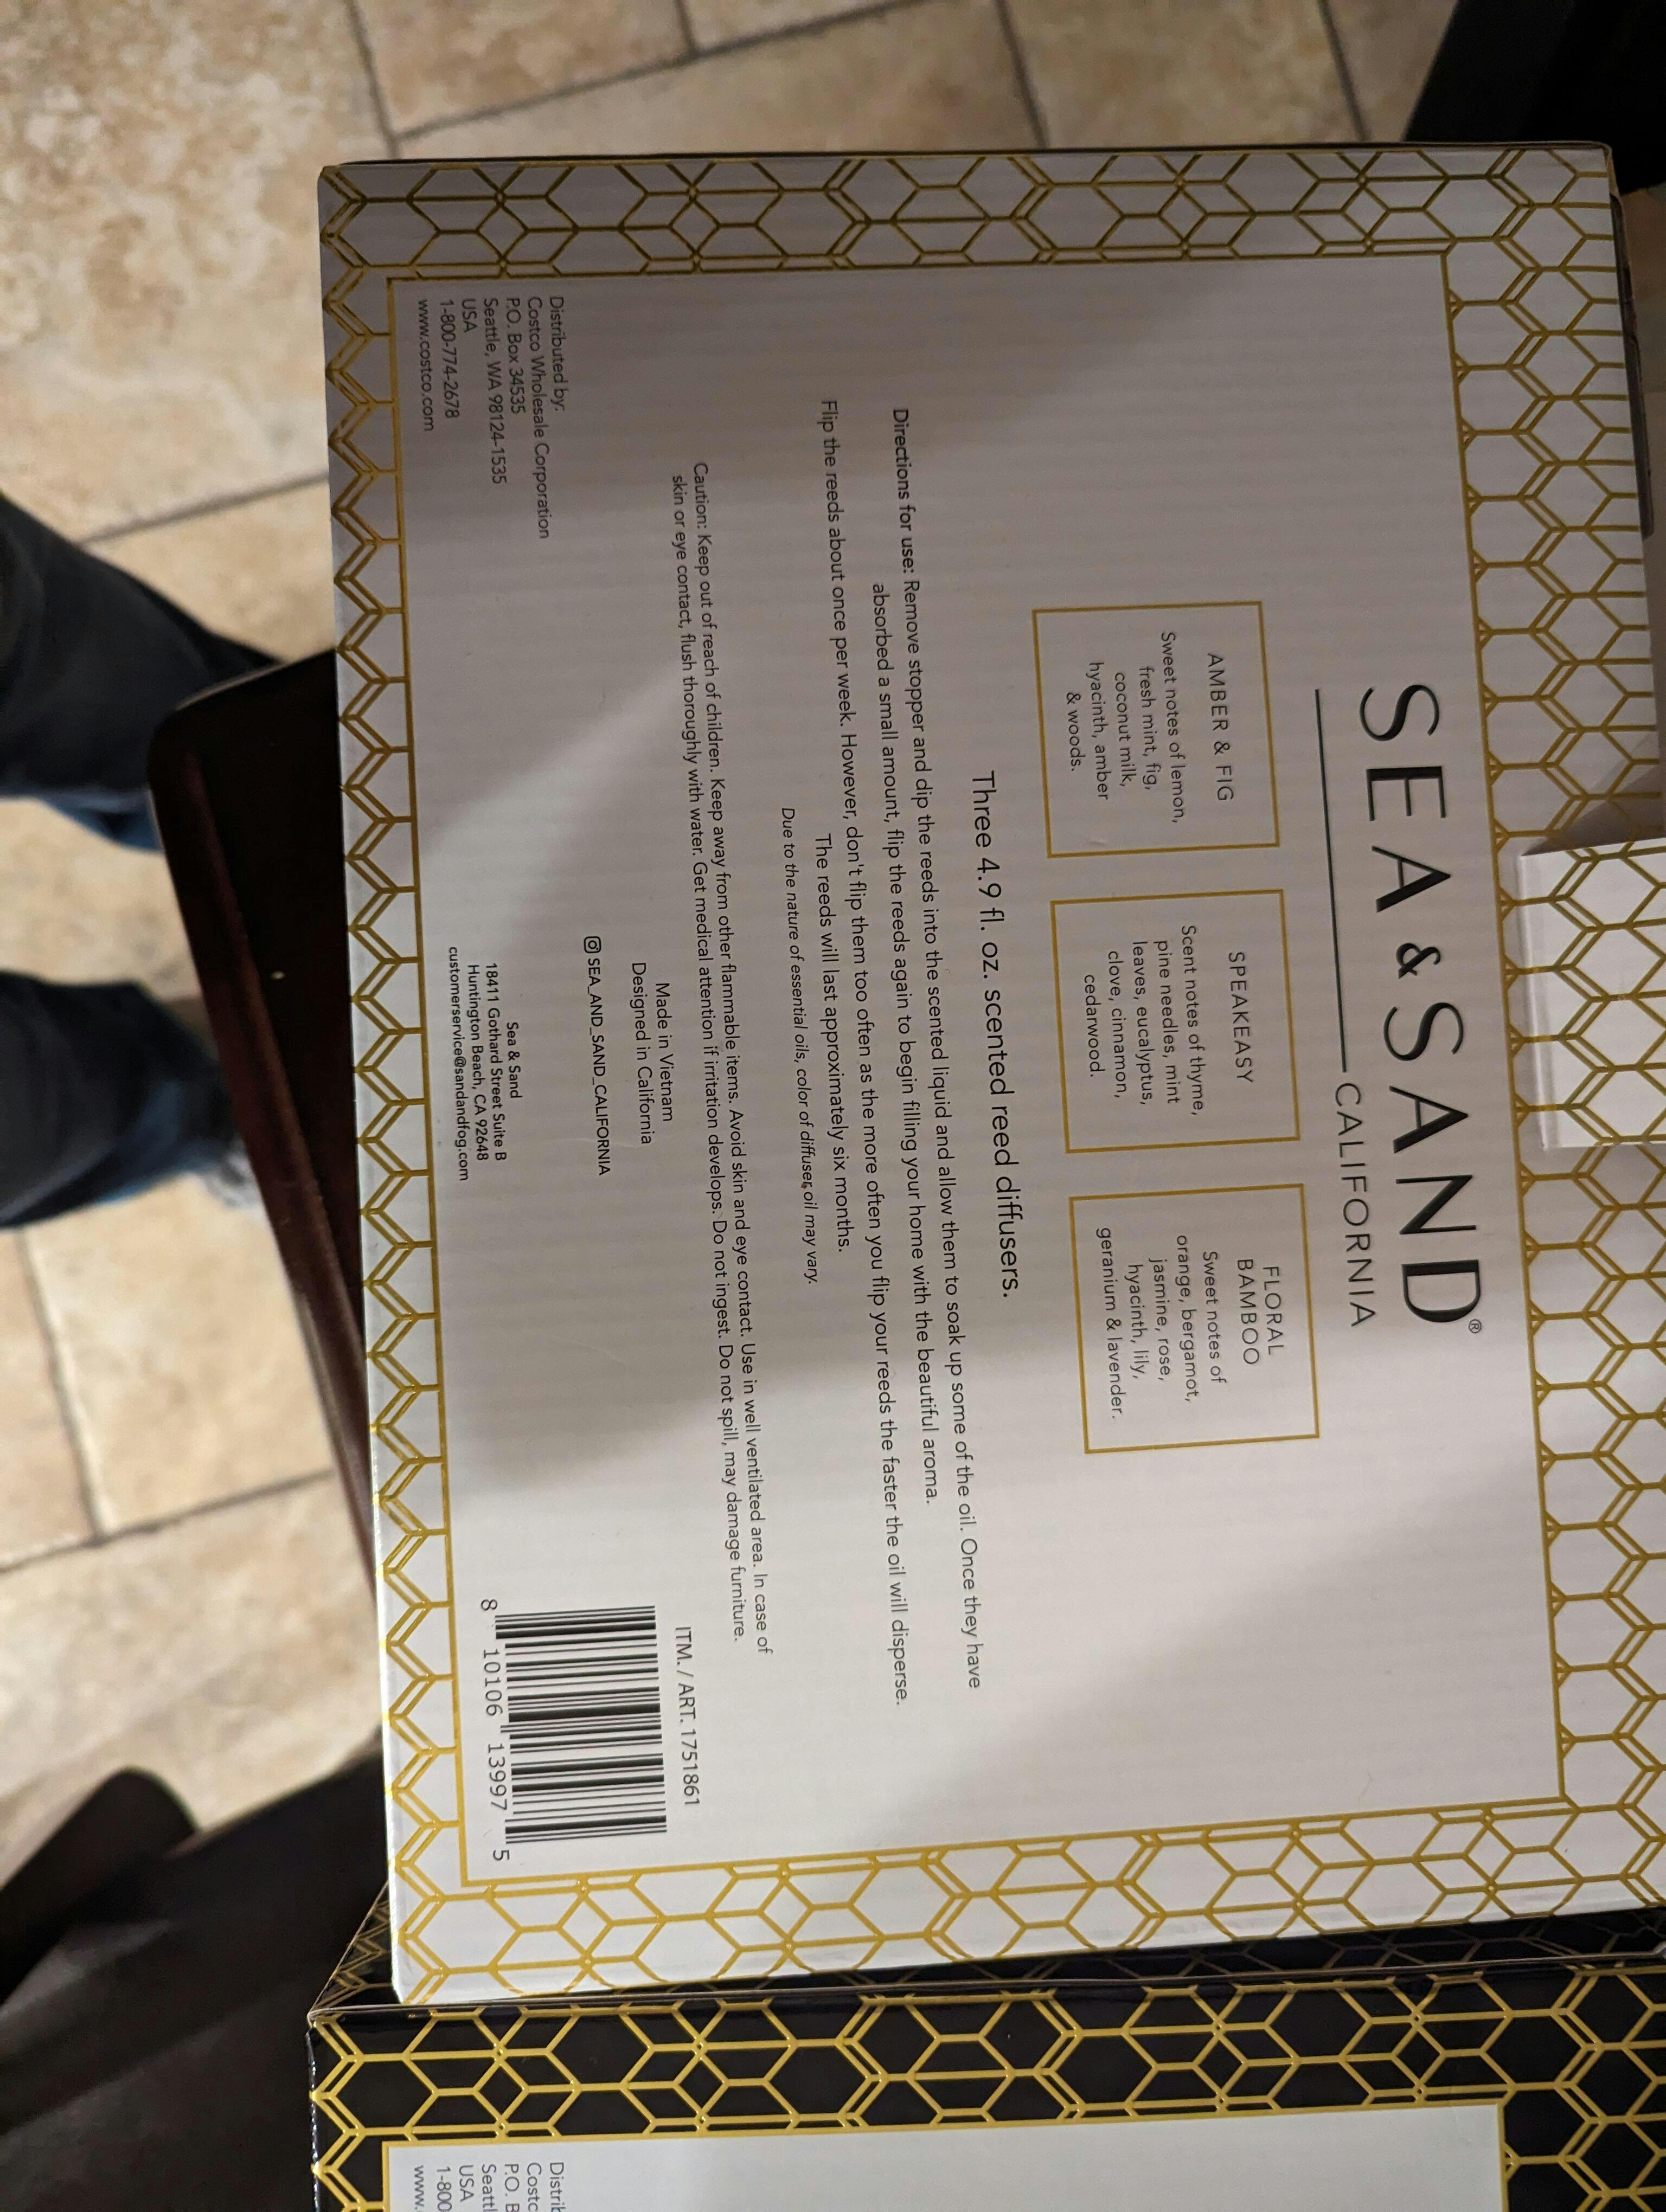 SEA & SAND®
CALIFORNIA
AMBER & FIG
Sweet notes of lemon,
fresh mint, fig,
coconut milk,
hyacinth, amber
& woods.
SPEAKEASY
Scent notes of thyme,
pine needles, mint
leaves, eucalyptus,
clove, cinnamon,
cedarwood.
FLORAL
BAMBOO
Sweet notes of
orange, bergamot,
jasmine, rose,
hyacinth, lily,
geranium & lavender.
Three 4.9 fl. oz. scented reed diffusers.
Directions for use: Remove stopper and dip the reeds into the scented liquid and allow them to soak up some of the oil. Once they have
absorbed a small amount, flip the reeds again to begin filling your home with the beautiful aroma.
Flip the reeds about once per week. However, don't flip them too often as the more often you flip your reeds the faster the oil will disperse.
The reeds will last approximately six months.
Due to the nature of essential oils, color of diffuser oil may vary.
Caution: Keep out of reach of children. Keep away from other flammable items. Avoid skin and eye contact. Use in well ventilated area. In case of
skin or eye contact, flush thoroughly with water. Get medical attention if irritation develops. Do not ingest. Do not spill, may damage furniture.
Made in Vietnam
Designed in California
SEA_AND_SAND_CALIFORNIA
Distributed by:
Costco Wholesale Corporation
P.O. Box 34535
Seattle, WA 98124-1535
USA
1-800-774-2678
www.costco.com
Sea & Sand
18411 Gothard Street Suite B
Huntington Beach, CA 92648
customerservice@sandandfog.com
ITM. / ART. 1751861
8 10106 13997 5
Distrib
Costc
P.O. B
Seattl
USA
1-800
www.